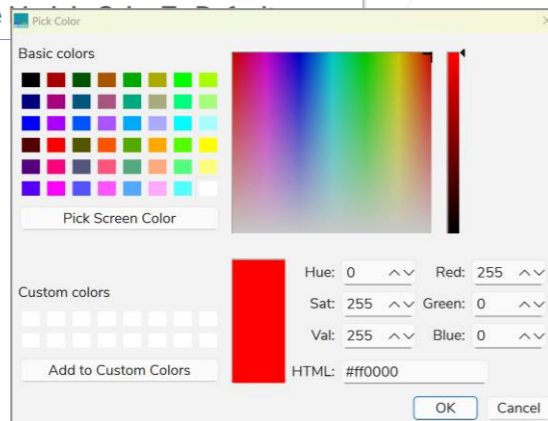 Pick Color
Basic colors
Pick Screen Color
Hue: 0 Red: 255
Sat: 255 Green: 0
Custom colors
Val: 255 Blue: 0
Add to Custom Colors
HTML: #ff0000
OK Cancel